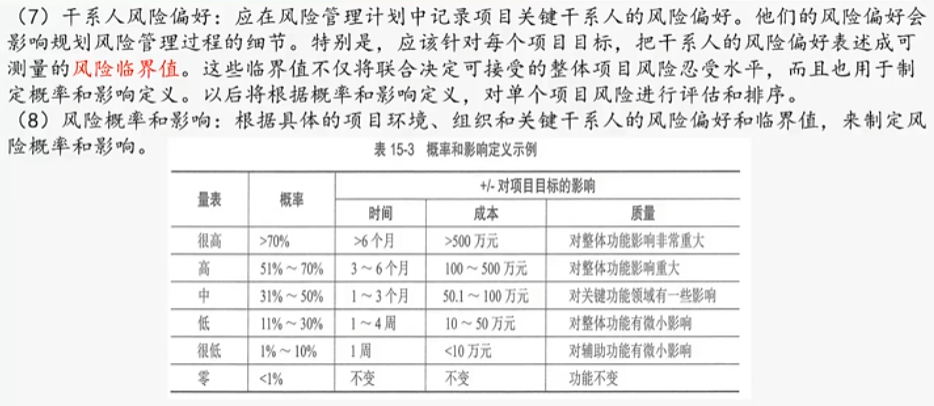 （7）干系人风险偏好：应在风险管理计划中记录项目关键干系人的风险偏好。他们的风险偏好会
影响规划风险管理过程的细节。特别是，应该针对每个项目目标，把干系人的风险偏好表述成可
测量的风险临界值。这些临界值不仅将联合决定可接受的整体项目风险忍受水平，而且也用于制
定概率和影响定义。以后将根据概率和影响定义，对单个项目风险进行评估和排序。
（8）风险概率和影响：根据具体的项目环境、组织和关键干系人的风险偏好和临界值，来制定风
险概率和影响。
表 15-3 概率和影响定义示例
量表 概率 +/- 对项目目标的影响
时间 成本 质量
很高 >70% >6 个月 >500 万元 对整体功能影响非常重大
高 51%～70% 3～6 个月 100～500 万元 对整体功能影响重大
中 31%～50% 1～3 个月 50.1～100 万元 对关键功能领域有一些影响
低 11%～30% 1～4 周 10～50 万元 对整体功能有微小影响
很低 1%～10% 1 周 <10 万元 对辅助功能有微小影响
零 <1% 不变 不变 功能不变